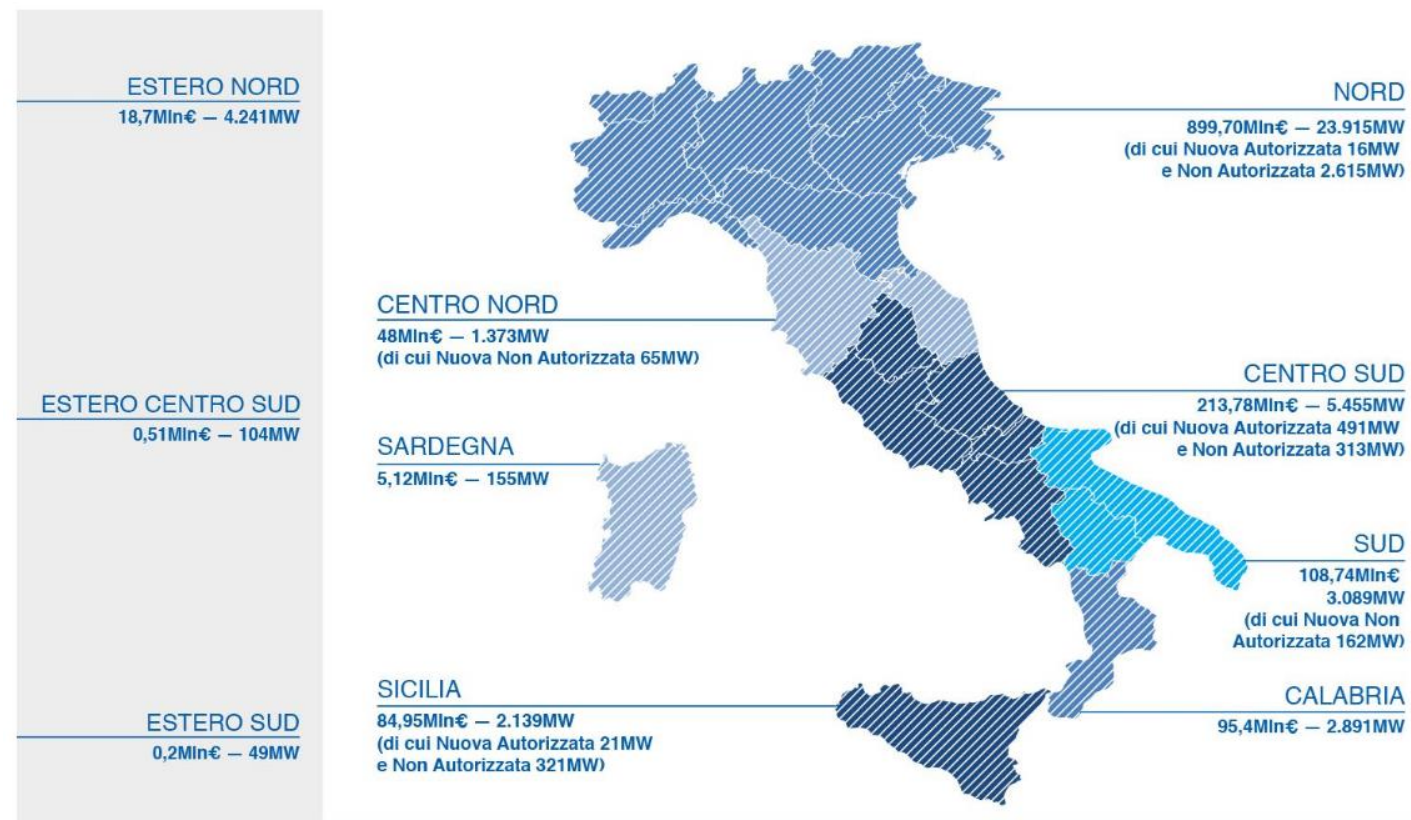 ESTERO NORD
18,7Mln€ — 4.241MW
NORD
899,70Mln€ — 23.915MW
(di cui Nuova Autorizzata 16MW
e Non Autorizzata 2.615MW)
CENTRO NORD
48Mln€ — 1.373MW
(di cui Nuova Non Autorizzata 65MW)
ESTERO CENTRO SUD
0,51Mln€ — 104MW
CENTRO SUD
213,78Mln€ — 5.455MW
(di cui Nuova Autorizzata 491MW
e Non Autorizzata 313MW)
SARDEGNA
5,12Mln€ — 155MW
SUD
108,74Mln€
3.089MW
(di cui Nuova Non
Autorizzata 162MW)
SICILIA
84,95Mln€ — 2.139MW
(di cui Nuova Autorizzata 21MW
e Non Autorizzata 321MW)
CALABRIA
95,4Mln€ — 2.891MW
ESTERO SUD
0,2Mln€ — 49MW